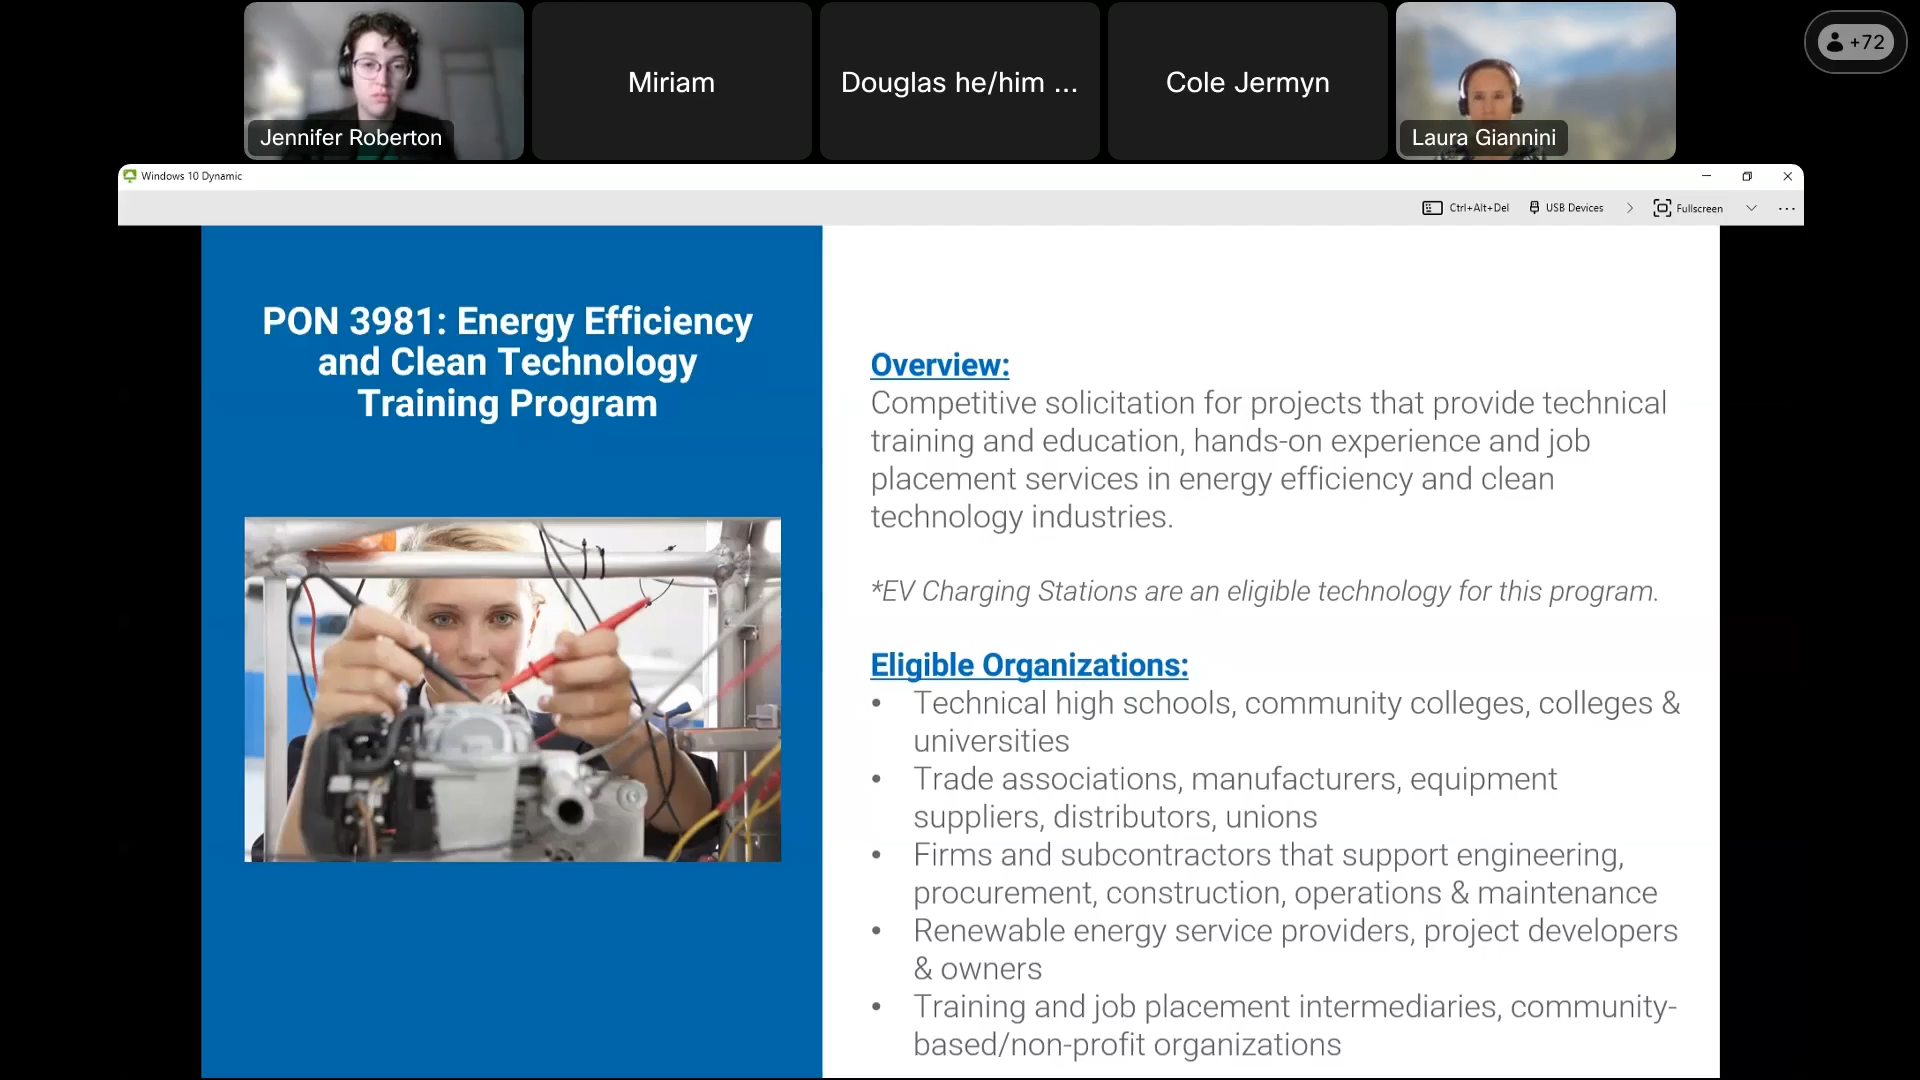 Jennifer Roberton
Miriam
Douglas he/him ...
Cole Jermyn
Laura Giannini
+72
Windows 10 Dynamic
Ctrl+Alt+Del
USB Devices
Fullscreen
PON 3981: Energy Efficiency
and Clean Technology
Training Program
Overview:
Competitive solicitation for projects that provide technical
training and education, hands-on experience and job
placement services in energy efficiency and clean
technology industries.
*EV Charging Stations are an eligible technology for this program.
Eligible Organizations:
• Technical high schools, community colleges, colleges &
universities
• Trade associations, manufacturers, equipment
suppliers, distributors, unions
• Firms and subcontractors that support engineering,
procurement, construction, operations & maintenance
• Renewable energy service providers, project developers
& owners
• Training and job placement intermediaries, community-
based/non-profit organizations